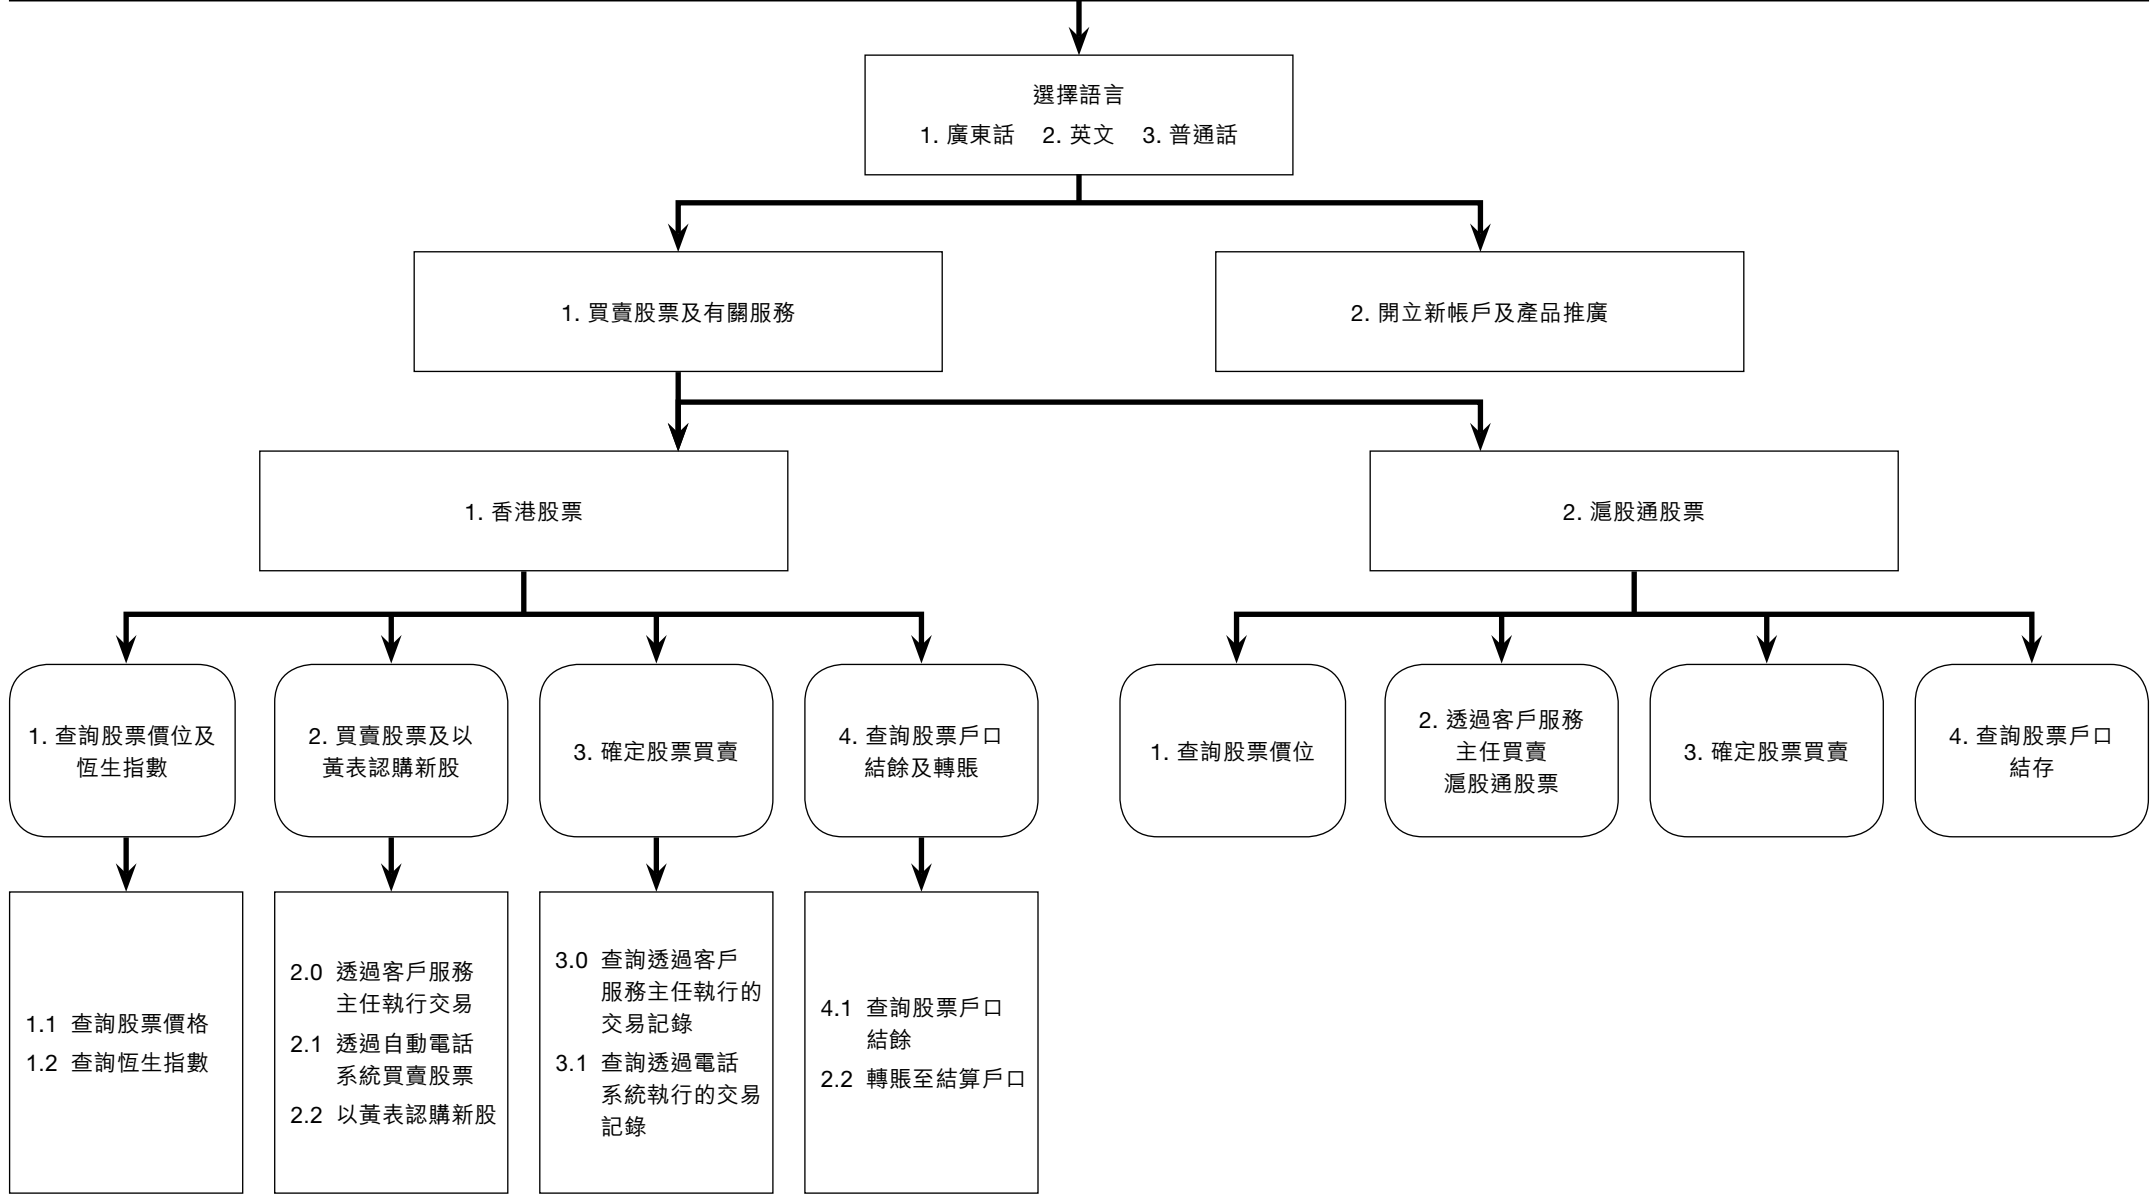 選擇語言
1. 廣東話 2. 英文 3. 普通話
1. 買賣股票及有關服務
2. 開立新帳戶及產品推廣
1. 香港股票
2. 滬股通股票
1. 查詢股票價位及
恆生指數
2. 買賣股票及以
黃表認購新股
3. 確定股票買賣
4. 查詢股票戶口
結餘及轉賬
1. 查詢股票價位
2. 透過客戶服務
主任買賣
滬股通股票
3. 確定股票買賣
4. 查詢股票戶口
結存
1.1 查詢股票價格
1.2 查詢恆生指數
2.0 透過客戶服務
主任執行交易
2.1 透過自動電話
系統買賣股票
2.2 以黃表認購新股
3.0 查詢透過客戶
服務主任執行的
交易記錄
3.1 查詢透過電話
系統執行的交易
記錄
4.1 查詢股票戶口
結餘
2.2 轉賬至結算戶口